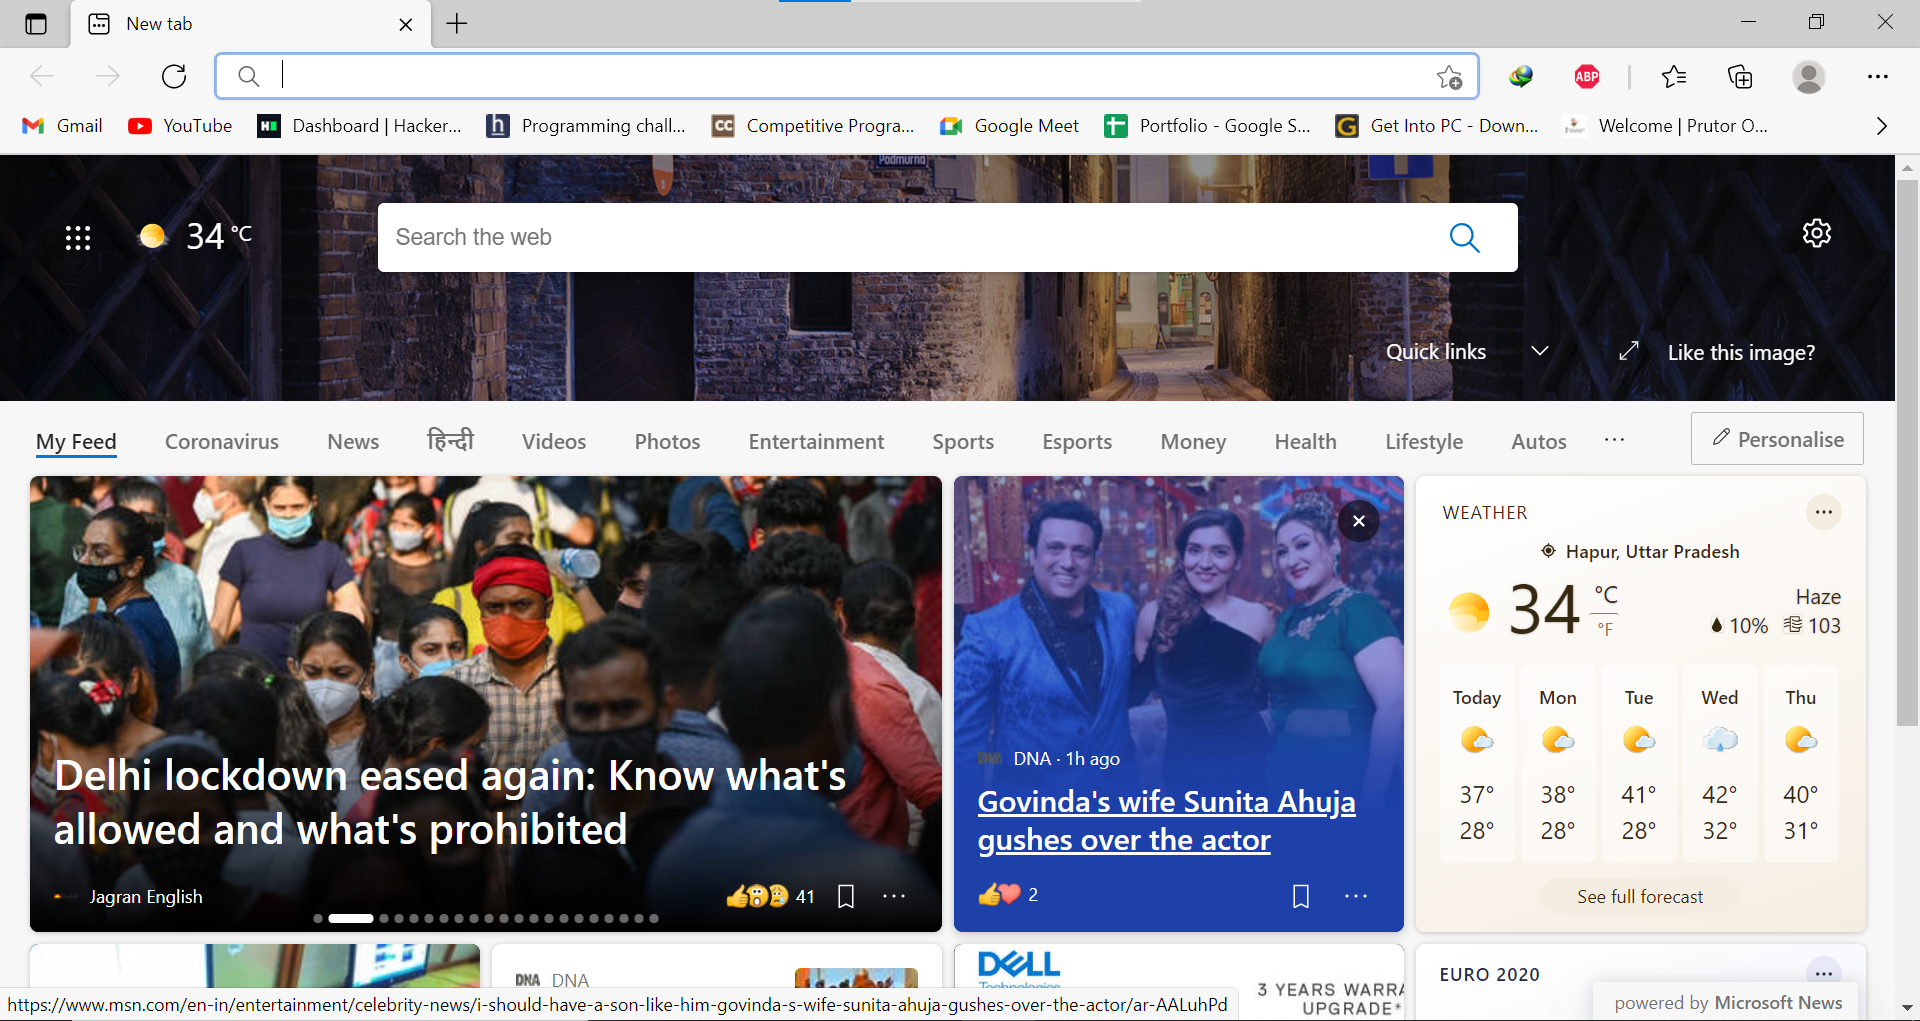 New tab
ABP
Gmail
YouTube
Dashboard | Hacker...
Programming chall...
Competitive Progra...
Google Meet
Portfolio - Google S...
Get Into PC - Down...
Welcome | Prutor O...
Podmurna
34 °C
Search the web
Quick links
Like this image?
My Feed
Coronavirus
News
हिन्दी
Videos
Photos
Entertainment
Sports
Esports
Money
Health
Lifestyle
Autos
Personalise
Delhi lockdown eased again: Know what's
allowed and what's prohibited
Jagran English
41
DNA · 1h ago
Govinda's wife Sunita Ahuja
gushes over the actor
2
WEATHER
Hapur, Uttar Pradesh
34 °C
°F
Haze
10% 103
Today Mon Tue Wed Thu
37° 38° 41° 42° 40°
28° 28° 28° 32° 31°
See full forecast
DNA DNA
DELL
Technologies
3 YEARS WARRA
UPGRADE*
EURO 2020
powered by Microsoft News
https://www.msn.com/en-in/entertainment/celebrity-news/i-should-have-a-son-like-him-govinda-s-wife-sunita-ahuja-gushes-over-the-actor/ar-AALuhPd